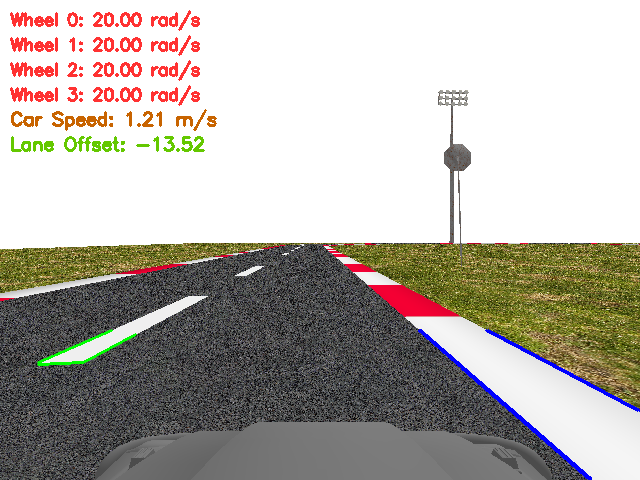 Wheel 0: 20.00 rad/s
Wheel 1: 20.00 rad/s
Wheel 2: 20.00 rad/s
Wheel 3: 20.00 rad/s
Car Speed: 1.21 m/s
Lane Offset: -13.52